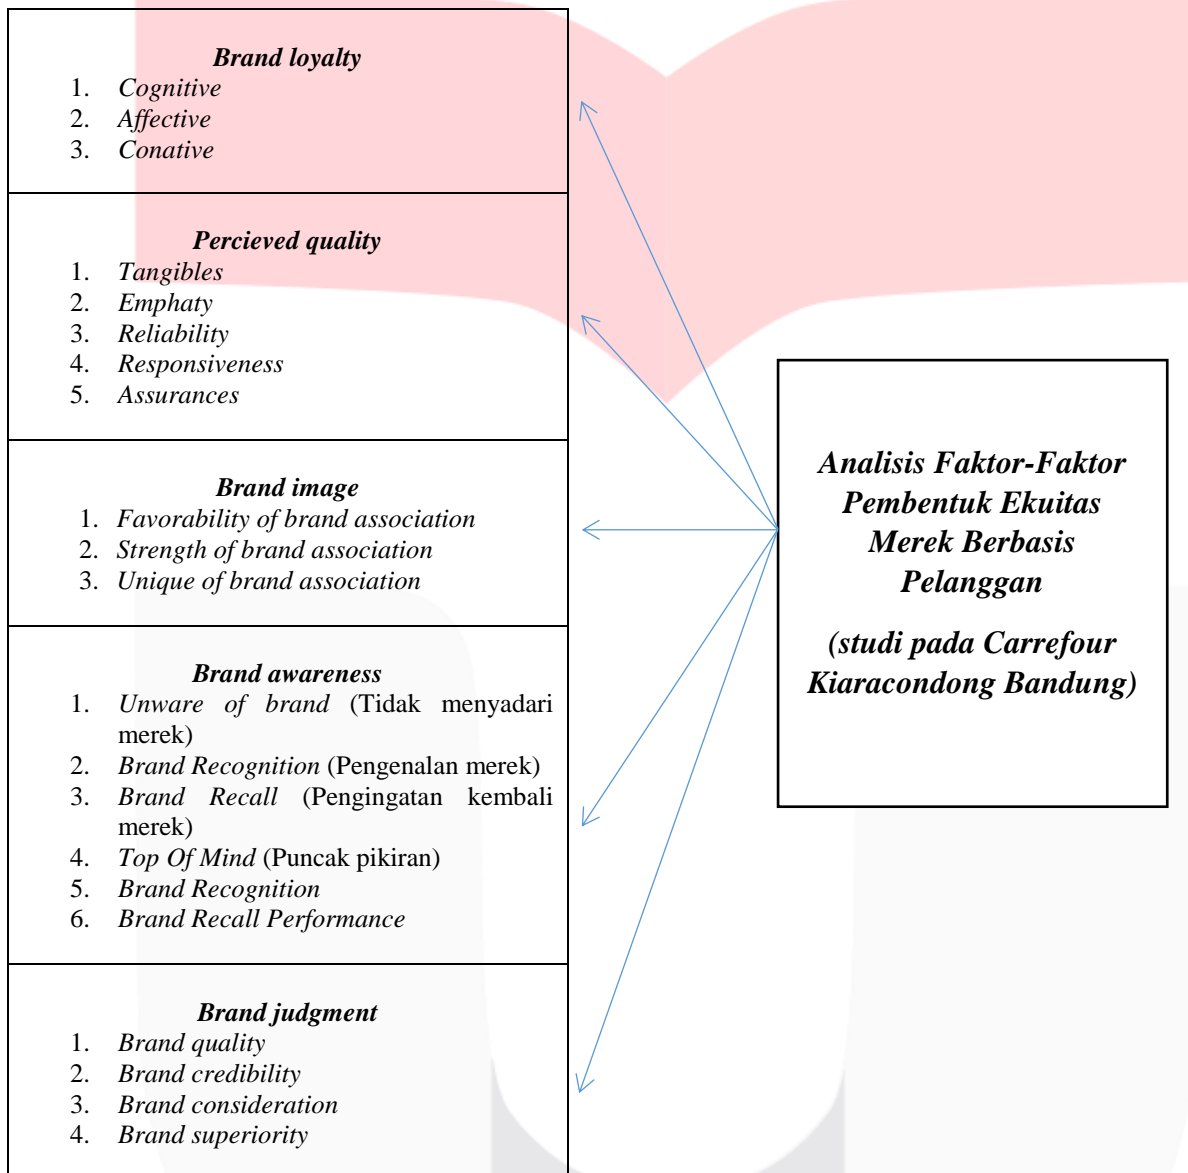 Brand loyalty
1. Cognitive
2. Affective
3. Conative
Percieved quality
1. Tangibles
2. Emphaty
3. Reliability
4. Responsiveness
5. Assurances
Brand image
1. Favorability of brand association
2. Strength of brand association
3. Unique of brand association
Brand awareness
1. Unware of brand (Tidak menyadari
merek)
2. Brand Recognition (Pengenalan merek)
3. Brand Recall (Pengingatan kembali
merek)
4. Top Of Mind (Puncak pikiran)
5. Brand Recognition
6. Brand Recall Performance
Brand judgment
1. Brand quality
2. Brand credibility
3. Brand consideration
4. Brand superiority
Analisis Faktor-Faktor
Pembentuk Ekuitas
Merek Berbasis
Pelanggan
(studi pada Carrefour
Kiaracondong Bandung)